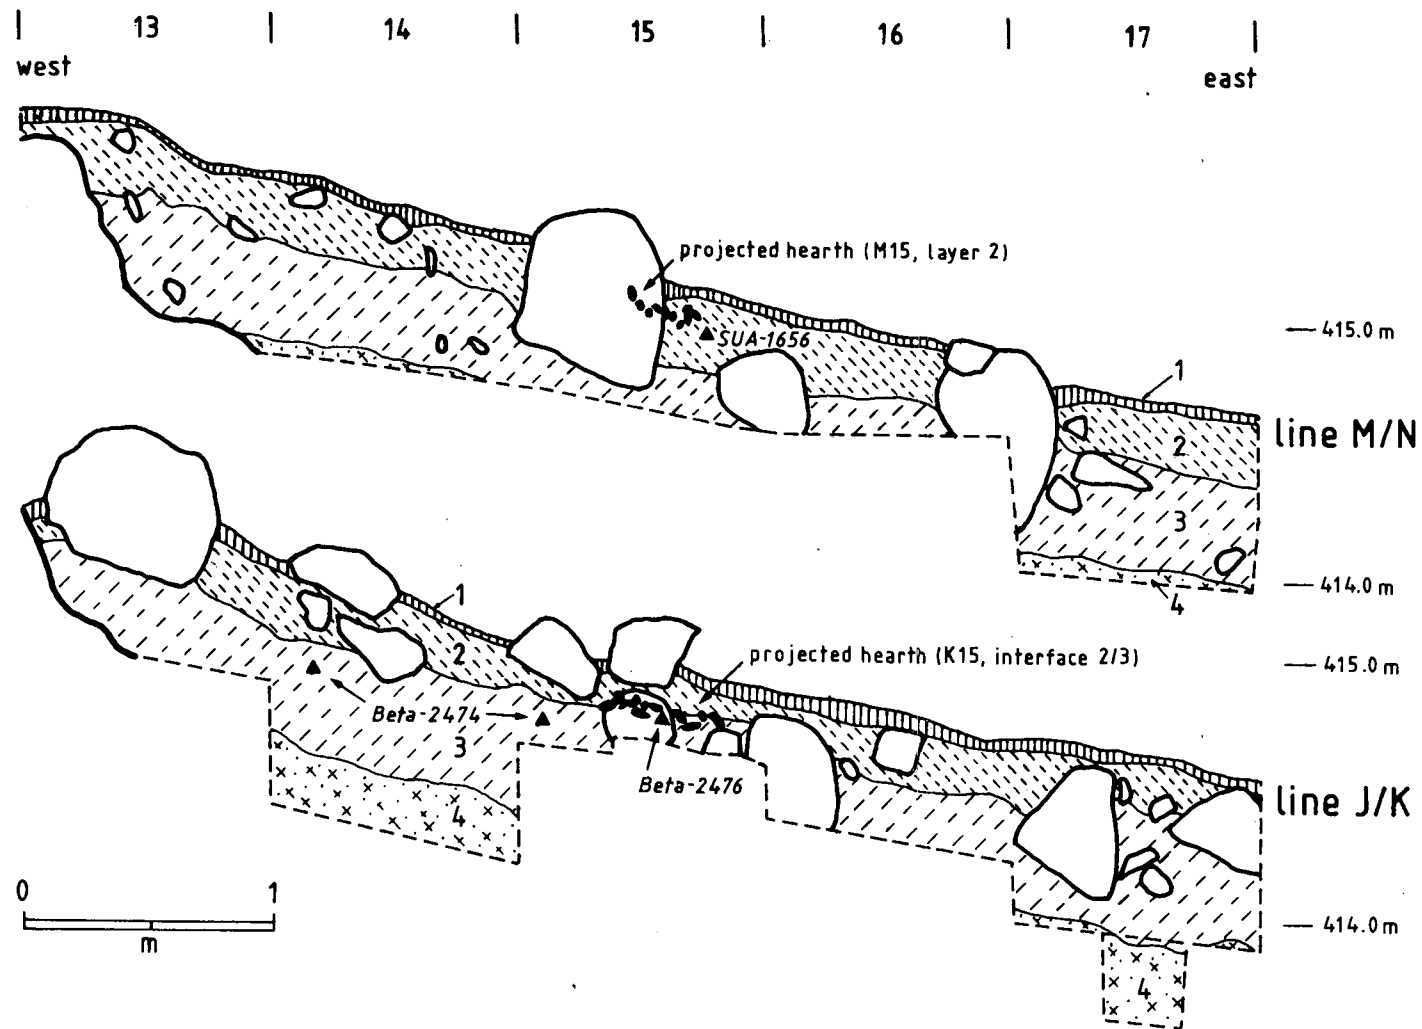 13 14 15 16 17
west east
projected hearth (M15, layer 2)
SUA-1656
415.0 m
1
line M/N
2
3
414.0 m
4
1
2
projected hearth (K15, interface 2/3)
415.0 m
Beta-2474
3
Beta-2476
line J/K
4
0 1
m
414.0 m
4